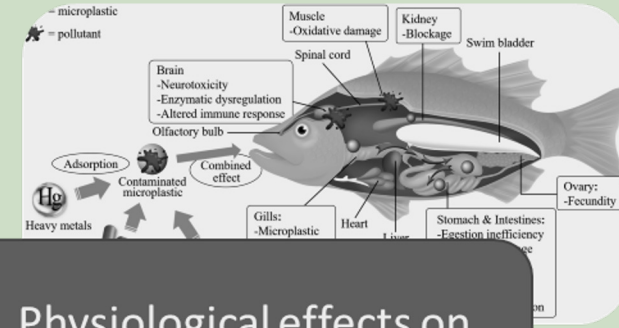 = microplastic
= pollutant
Muscle
-Oxidative damage
Kidney
-Blockage
Swim bladder
Spinal cord
Brain
-Neurotoxicity
-Enzymatic dysregulation
-Altered immune response
Olfactory bulb
Adsorption
Combined
effect
Contaminated
microplastic
Hg
Heavy metals
Gills:
-Microplastic
Heart
Liver
Stomach & Intestines:
-Egestion inefficiency
Ovary:
-Fecundity
Physiological effects on